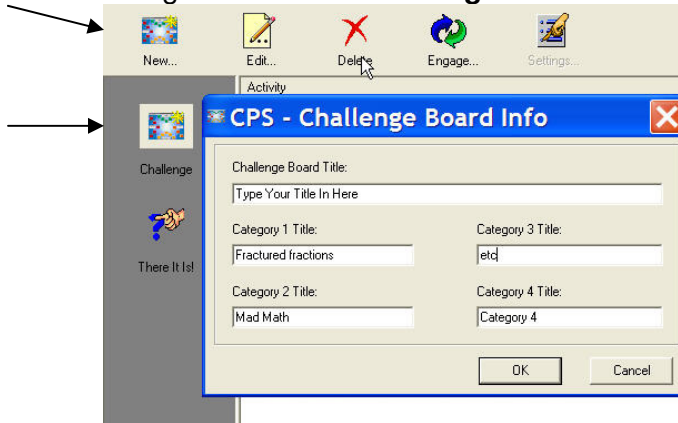 New... Edit... Delete Engage... Settings...
Activity
CPS - Challenge Board Info
Challenge
Challenge Board Title:
Type Your Title In Here
Category 1 Title: Category 3 Title:
Fractured fractions etc
There It Is!
Category 2 Title: Category 4 Title:
Mad Math Category 4
OK Cancel